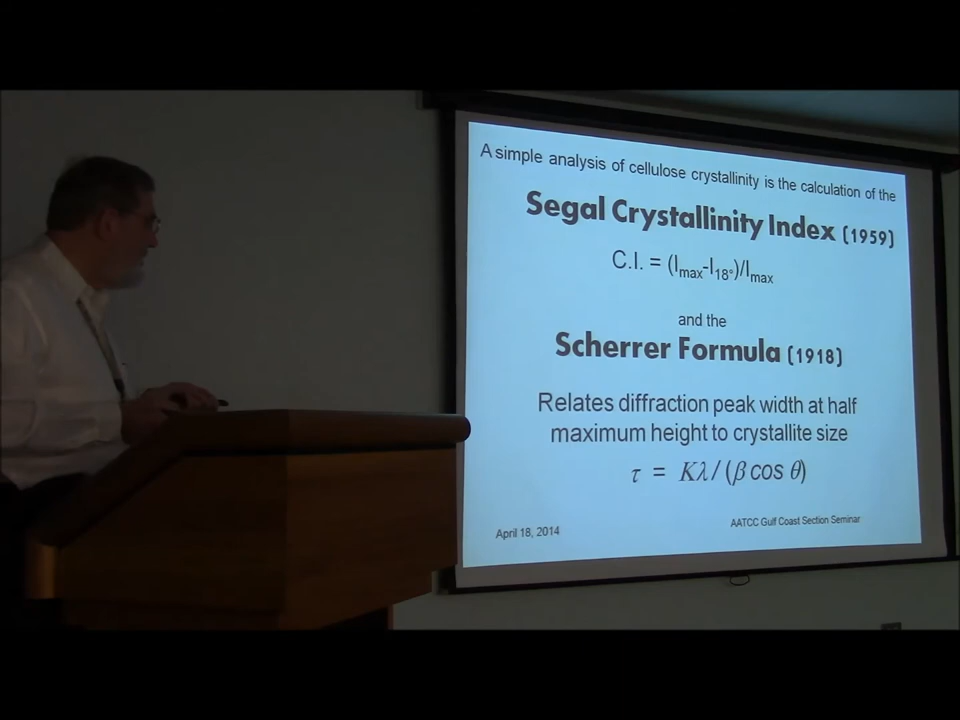 A simple analysis of cellulose crystallinity is the calculation of the
Segal Crystallinity Index (1959)
C.I. = (Imax-I18°)/Imax
and the
Scherrer Formula (1918)
Relates diffraction peak width at half
maximum height to crystallite size
τ = Kλ / (β cos θ)
April 18, 2014
AATCC Gulf Coast Section Seminar